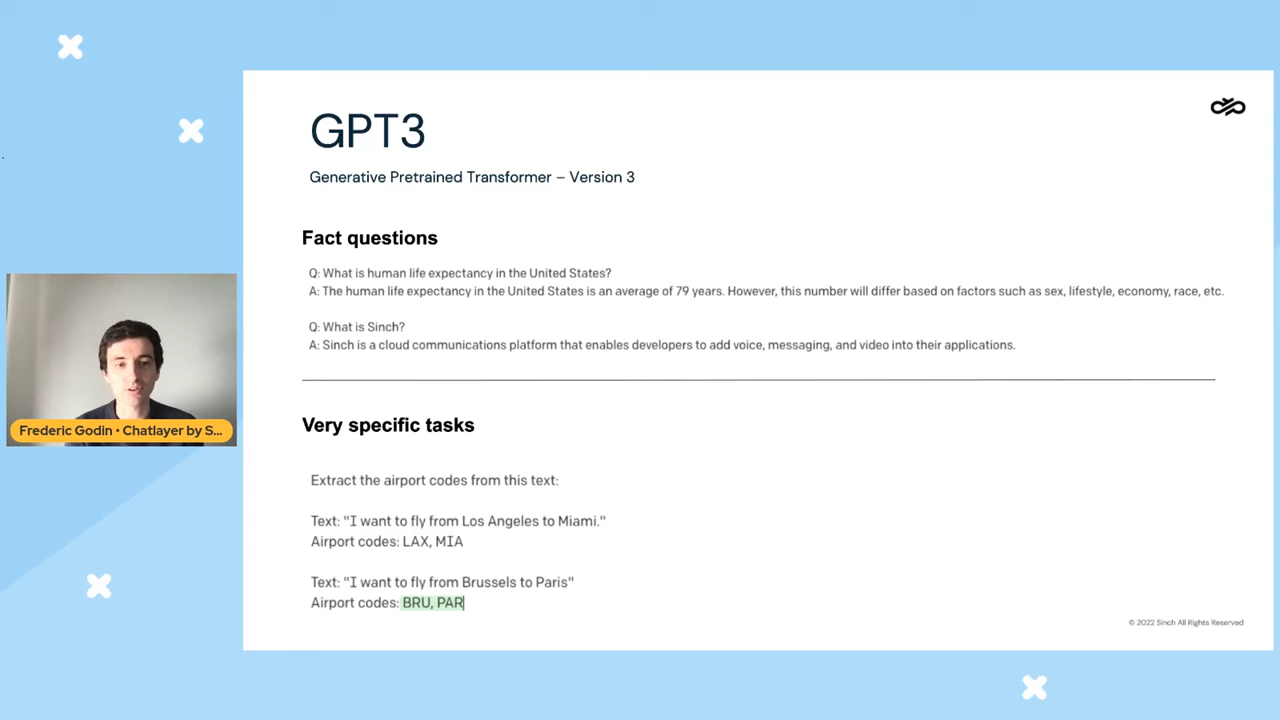 GPT3
Generative Pretrained Transformer – Version 3
Fact questions
Q: What is human life expectancy in the United States?
A: The human life expectancy in the United States is an average of 79 years. However, this number will differ based on factors such as sex, lifestyle, economy, race, etc.
Q: What is Sinch?
A: Sinch is a cloud communications platform that enables developers to add voice, messaging, and video into their applications.
Very specific tasks
Extract the airport codes from this text:
Text: "I want to fly from Los Angeles to Miami."
Airport codes: LAX, MIA
Text: "I want to fly from Brussels to Paris"
Airport codes: BRU, PAR
© 2022 Sinch All Rights Reserved
Frederic Godin • Chatlayer by S...